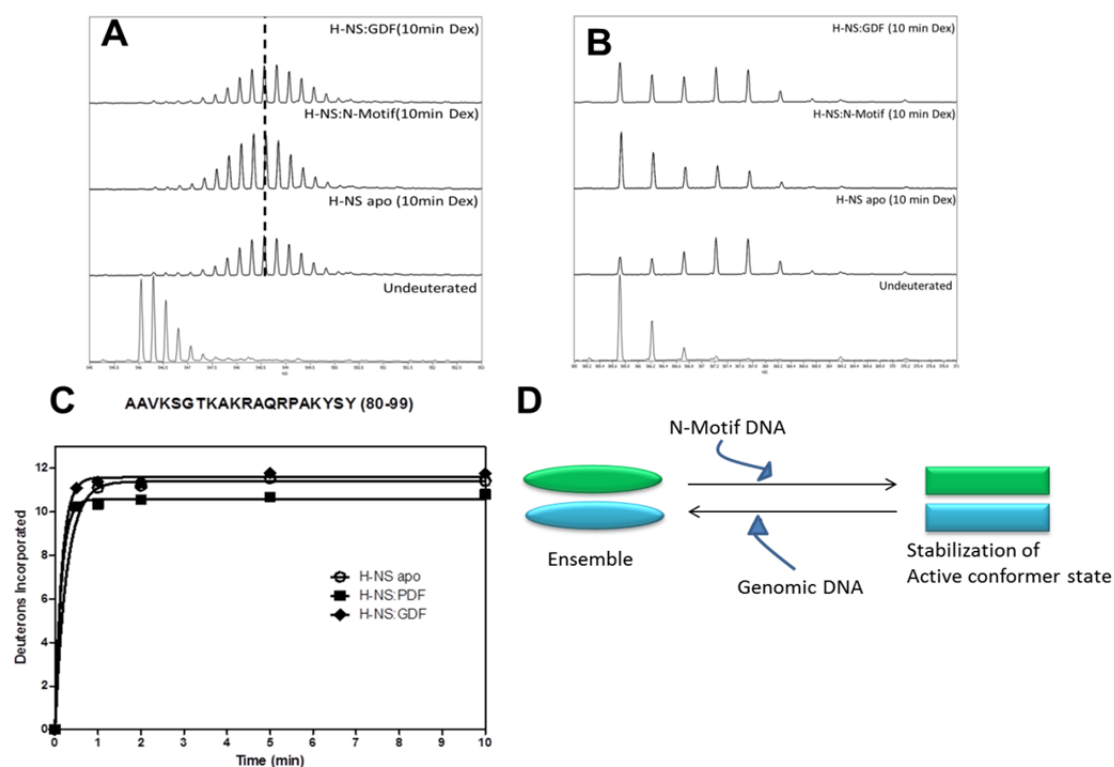 A
H-NS:GDF(10min Dex)
H-NS:N-Motif(10min Dex)
H-NS apo (10min Dex)
Undeuterated
B
H-NS:GDF (10 min Dex)
H-NS:N-Motif (10 min Dex)
H-NS apo (10 min Dex)
Undeuterated
C
AAVKSGTKAKRAQRPAKYSY (80-99)
Deuterons Incorporated
12
10
8
6
4
2
0
H-NS apo
H-NS:PDF
H-NS:GDF
0 1 2 3 4 5 6 7 8 9 10
Time (min)
D
N-Motif DNA
Ensemble
Genomic DNA
Stabilization of
Active conformer state